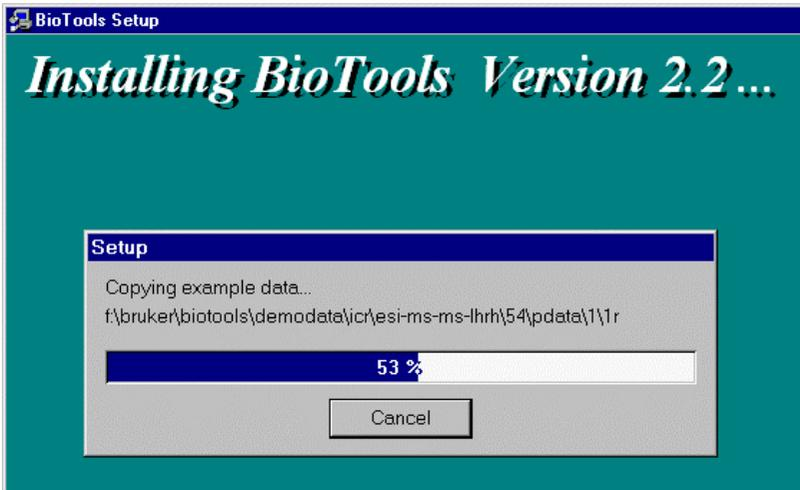 BioTools Setup
Installing BioTools Version 2.2...
Setup
Copying example data...
f:\bruker\biotools\demodata\icr\esi-ms-ms-lhrh\54\pdata\1\1r
53 %
Cancel